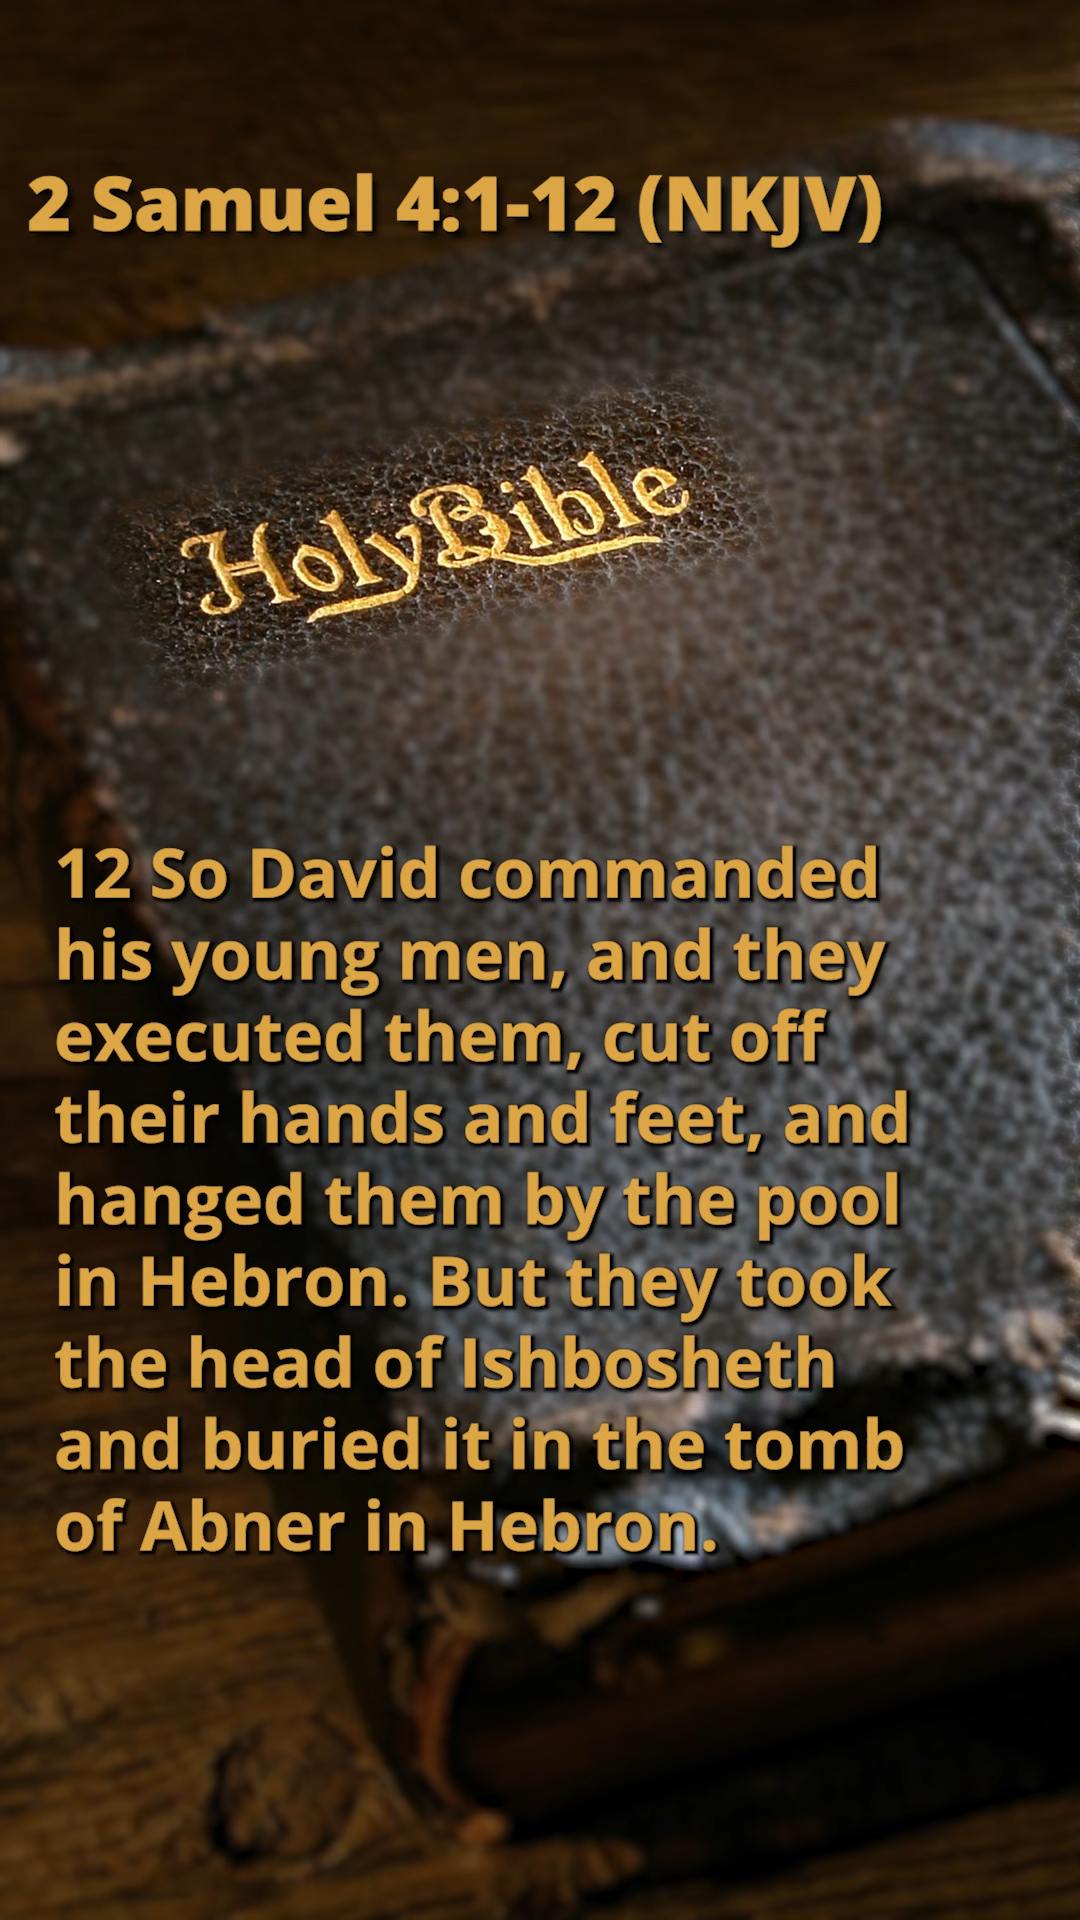 2 Samuel 4:1-12 (NKJV)
Holy Bible
12 So David commanded
his young men, and they
executed them, cut off
their hands and feet, and
hanged them by the pool
in Hebron. But they took
the head of Ishbosheth
and buried it in the tomb
of Abner in Hebron.